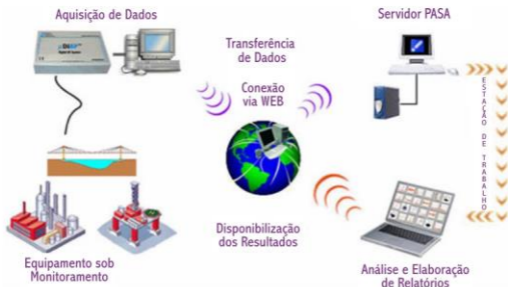 Aquisição de Dados
Servidor PASA
Transferência
de Dados
Conexão
via WEB
ESTAÇÃO DE TRABALHO
Disponibilização
dos Resultados
Equipamento sob
Monitoramento
Análise e Elaboração
de Relatórios